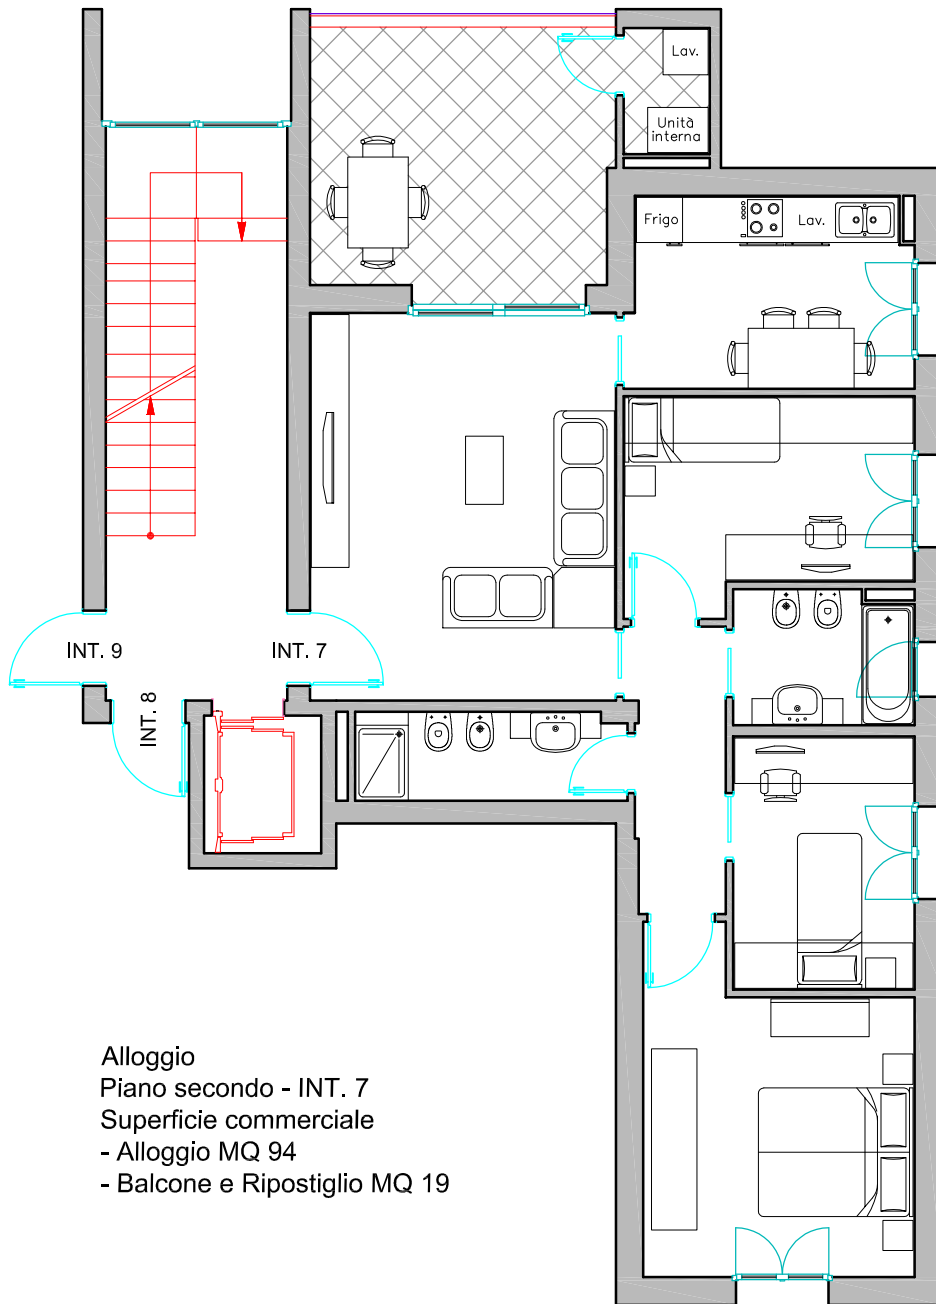 Lav.
Unità
interna
Frigo
Lav.
INT. 9
INT. 7
INT. 8
Alloggio
Piano secondo - INT. 7
Superficie commerciale
- Alloggio MQ 94
- Balcone e Ripostiglio MQ 19